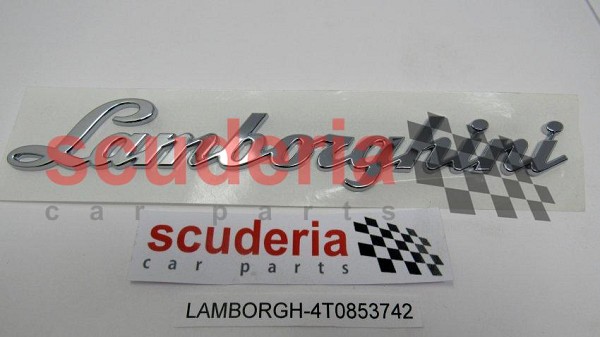 Lamborghini
scuderia
car parts
scuderia
car parts
LAMBORGH-4T0853742